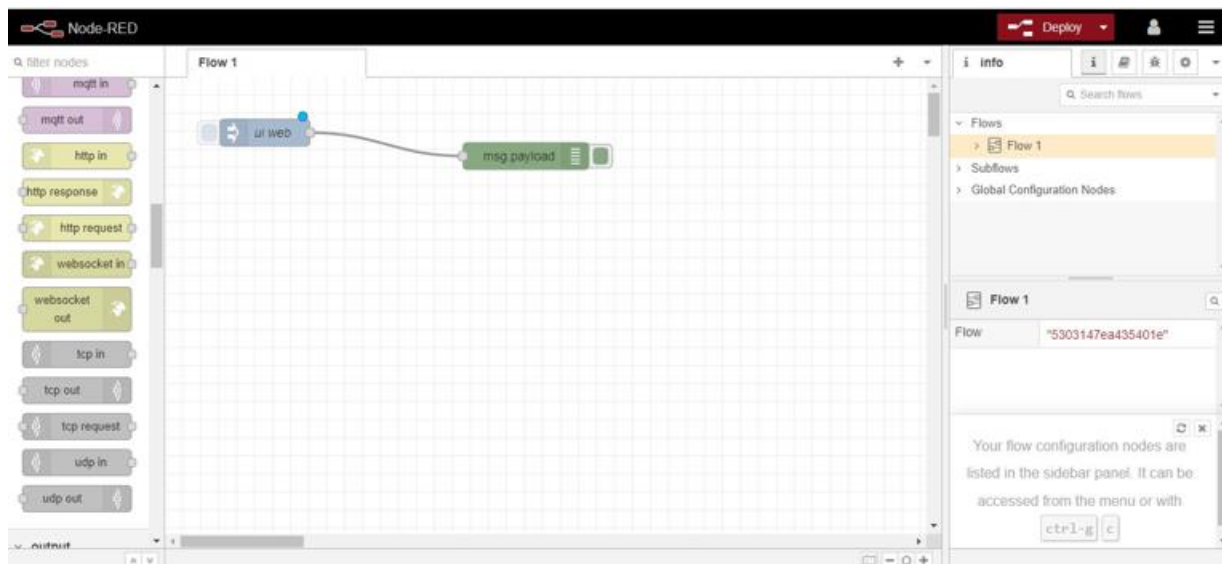 Node-RED
Deploy
filter nodes
mqtt in
mqtt out
http in
http response
http request
websocket in
websocket
out
tcp in
tcp out
tcp request
udp in
udp out
output
Flow 1
ui web
msg.payload
i info
i
Search flows
Flows
Flow 1
Subflows
Global Configuration Nodes
Flow 1
Flow "5303147ea435401e"
Your flow configuration nodes are
listed in the sidebar panel. It can be
accessed from the menu or with
ctrl-g c